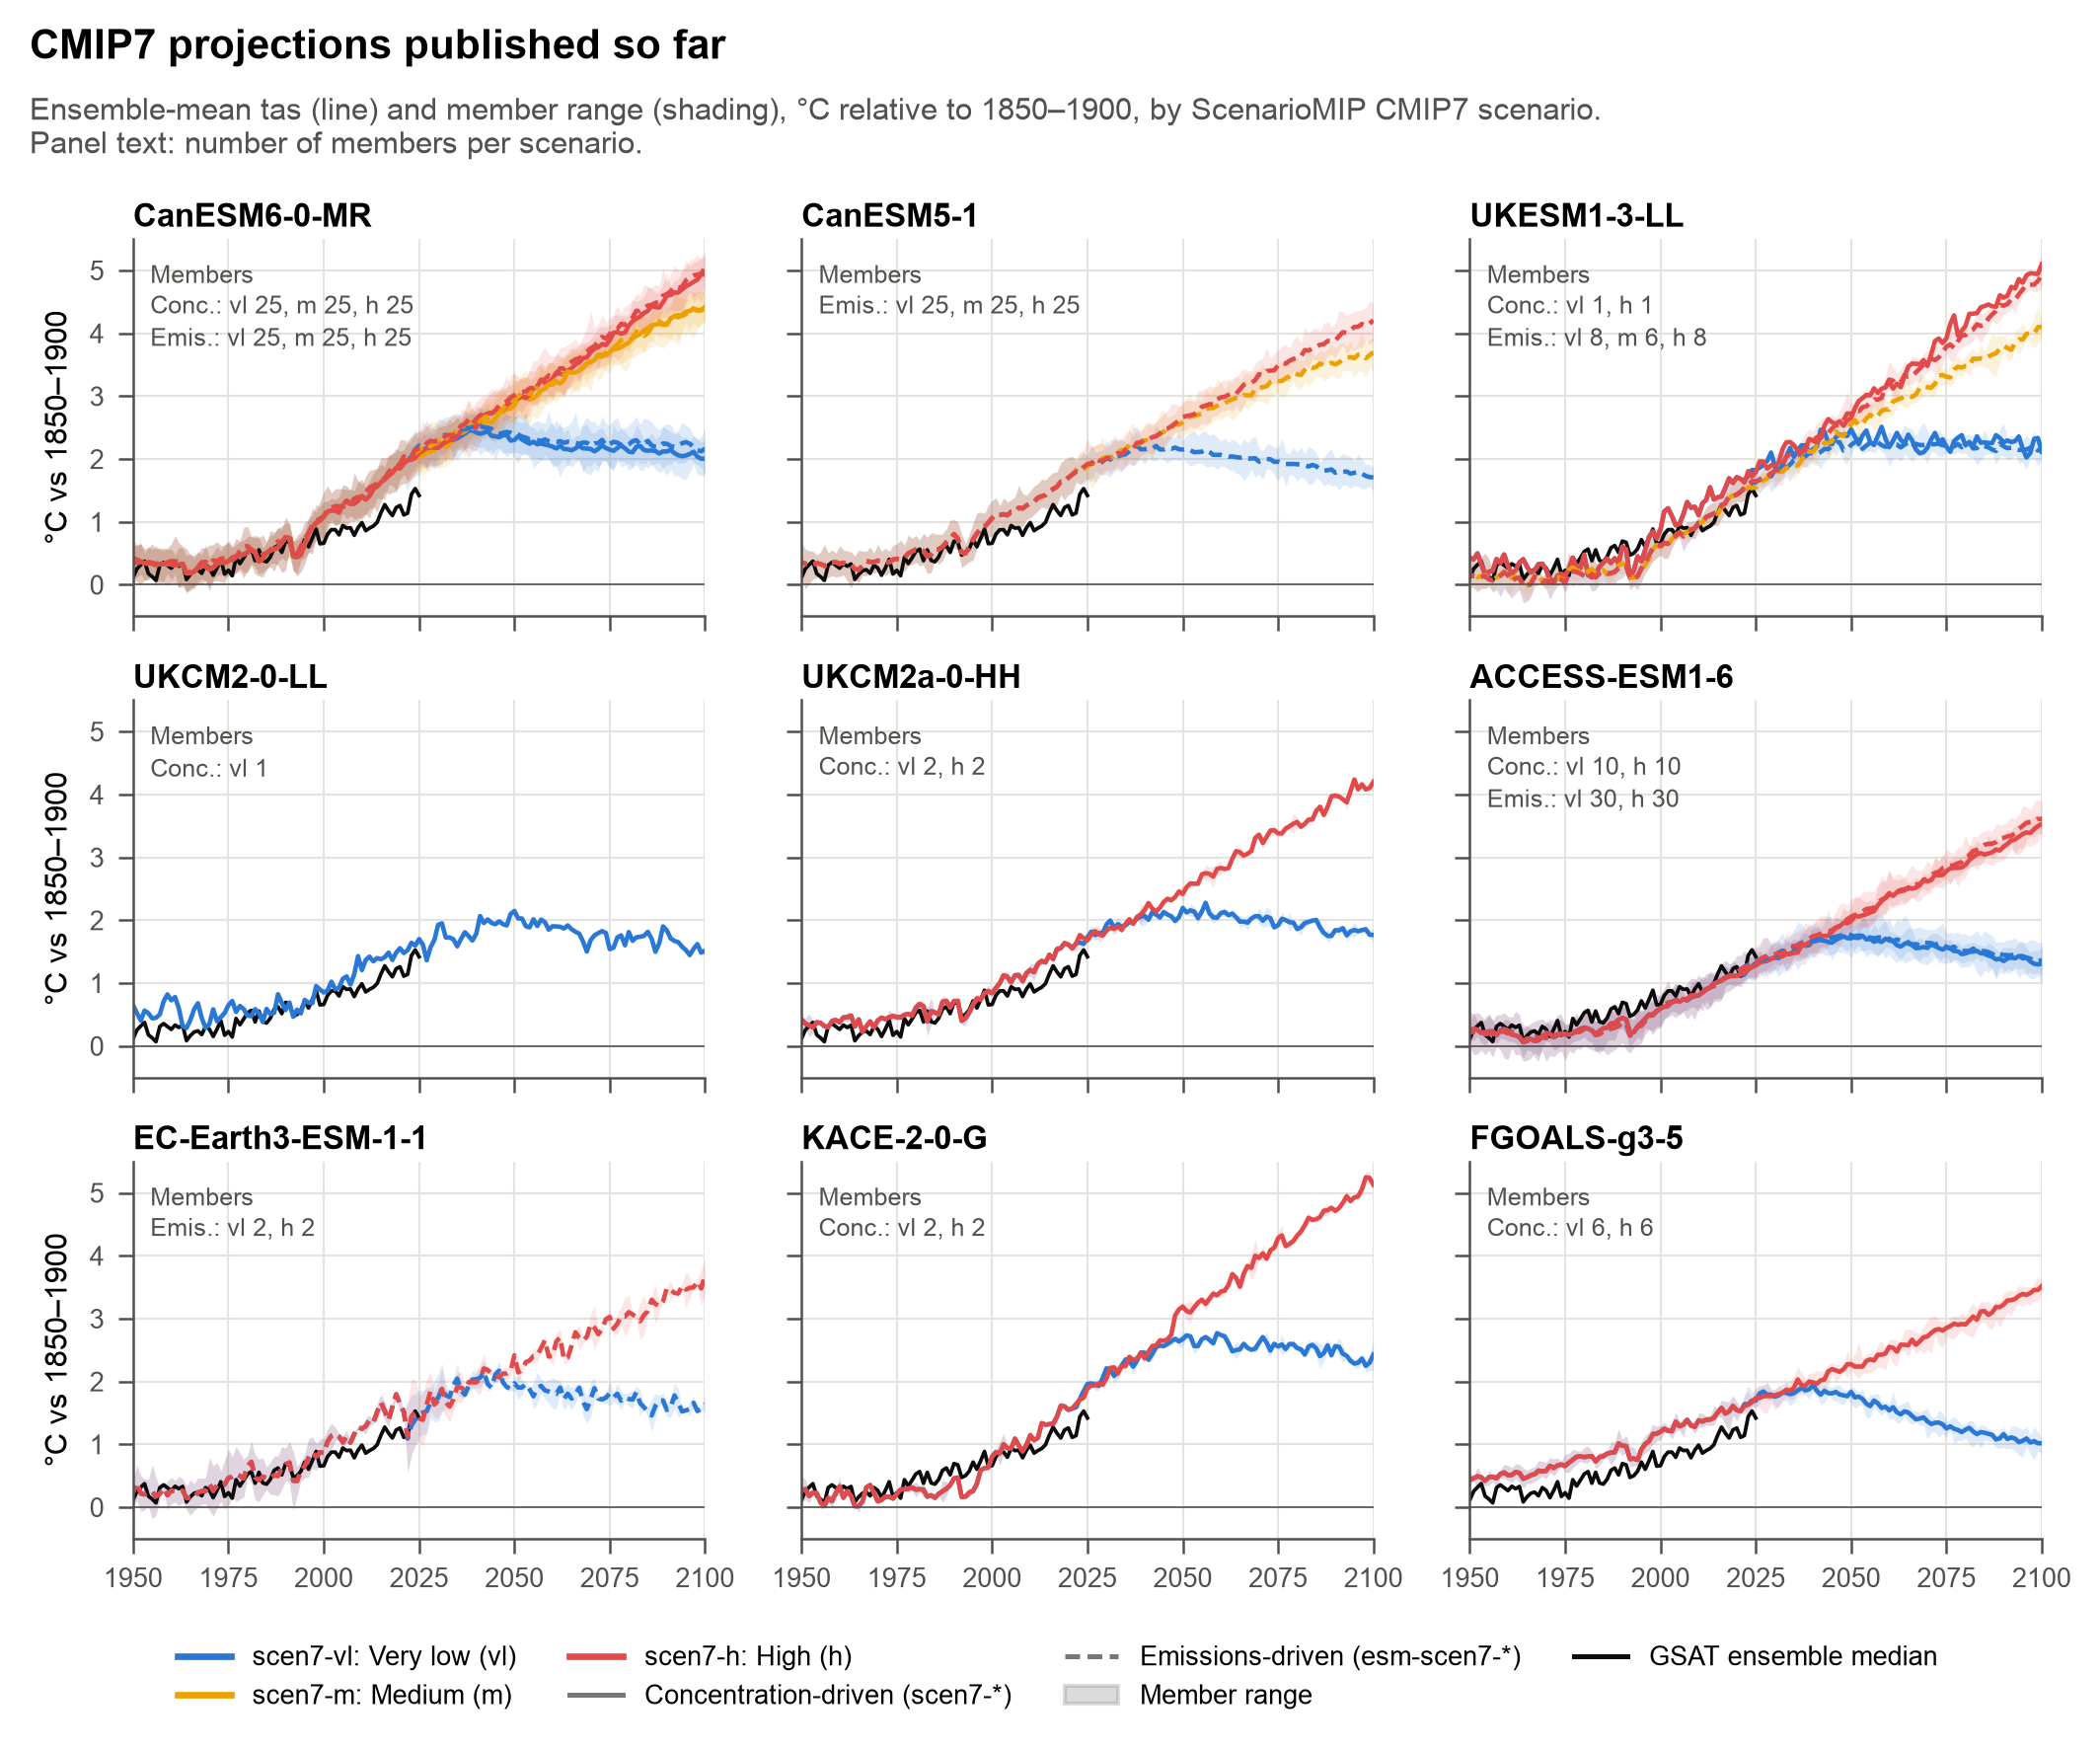 CMIP7 projections published so far
Ensemble-mean tas (line) and member range (shading), °C relative to 1850–1900, by ScenarioMIP CMIP7 scenario.
Panel text: number of members per scenario.
CanESM6-0-MR
Members
Conc.: vl 25, m 25, h 25
Emis.: vl 25, m 25, h 25
°C vs 1850–1900
5
4
3
2
1
0
CanESM5-1
Members
Emis.: vl 25, m 25, h 25
UKESM1-3-LL
Members
Conc.: vl 1, h 1
Emis.: vl 8, m 6, h 8
UKCM2-0-LL
Members
Conc.: vl 1
°C vs 1850–1900
5
4
3
2
1
0
UKCM2a-0-HH
Members
Conc.: vl 2, h 2
ACCESS-ESM1-6
Members
Conc.: vl 10, h 10
Emis.: vl 30, h 30
EC-Earth3-ESM-1-1
Members
Emis.: vl 2, h 2
°C vs 1850–1900
5
4
3
2
1
0
1950 1975 2000 2025 2050 2075 2100
KACE-2-0-G
Members
Conc.: vl 2, h 2
1950 1975 2000 2025 2050 2075 2100
FGOALS-g3-5
Members
Conc.: vl 6, h 6
1950 1975 2000 2025 2050 2075 2100
scen7-vl: Very low (vl)
scen7-m: Medium (m)
scen7-h: High (h)
Concentration-driven (scen7-*)
Emissions-driven (esm-scen7-*)
Member range
GSAT ensemble median